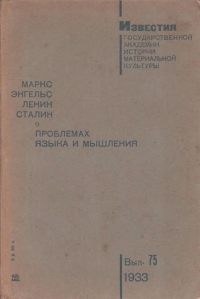 ИЗВЕСТИЯ
ГОСУДАРСТВЕННОЙ
АКАДЕМИИ
ИСТОРИИ
МАТЕРИАЛЬНОЙ
КУЛЬТУРЫ
МАРКС
ЭНГЕЛЬС
ЛЕНИН
СТАЛИН
О
ПРОБЛЕМАХ
ЯЗЫКА И МЫШЛЕНИЯ
Вып. 75
1933